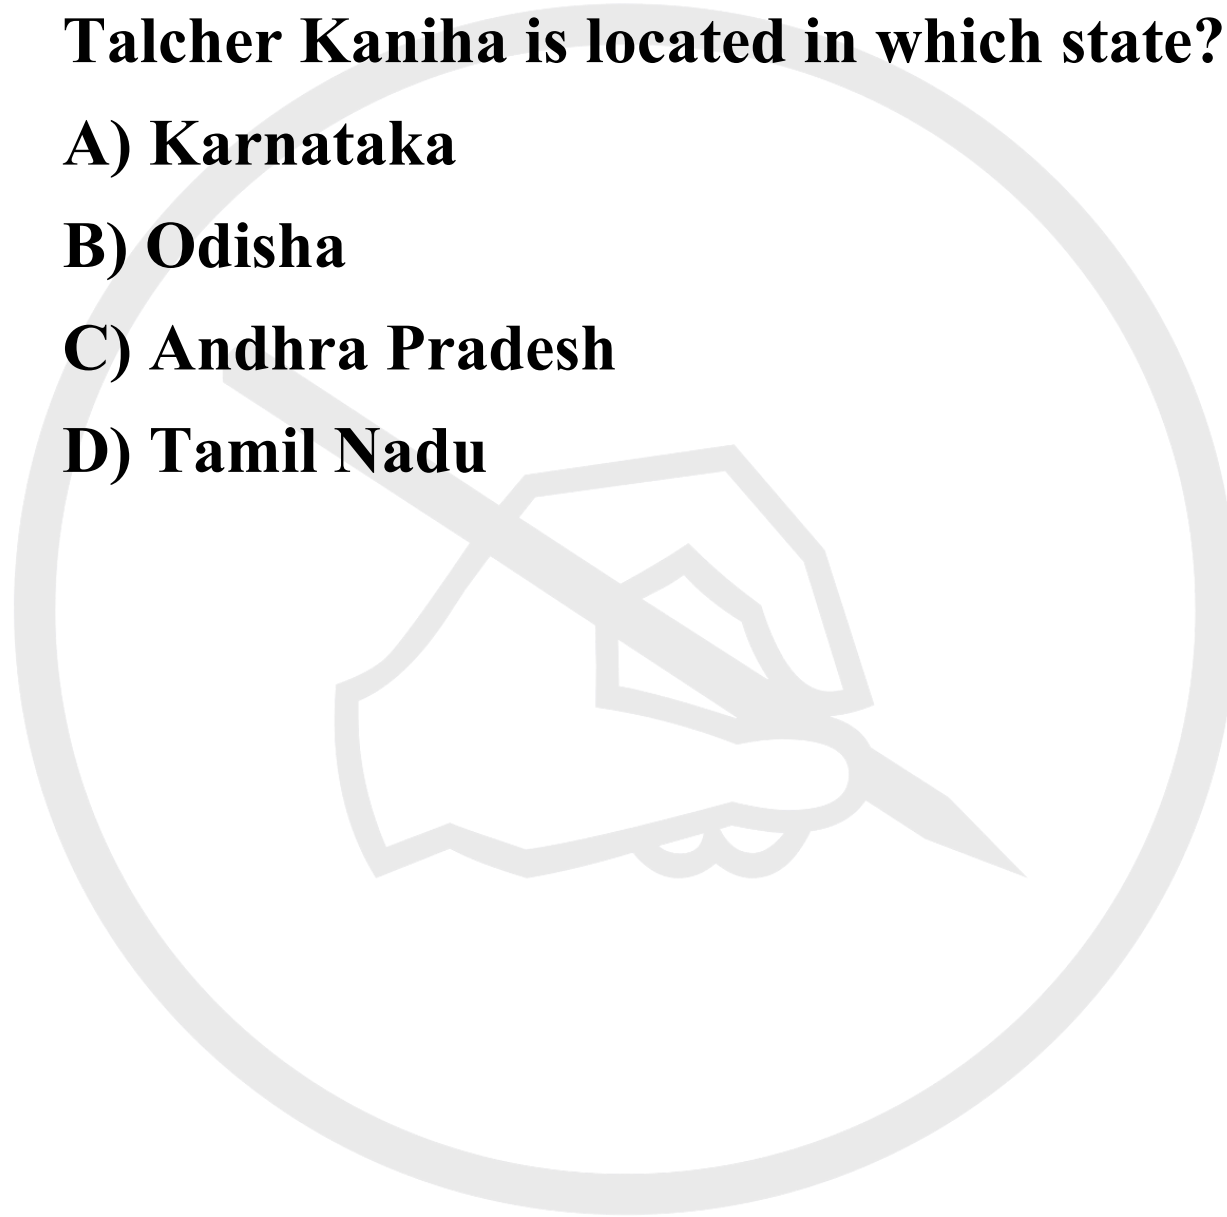 Talcher Kaniha is located in which state?
A) Karnataka
B) Odisha
C) Andhra Pradesh
D) Tamil Nadu